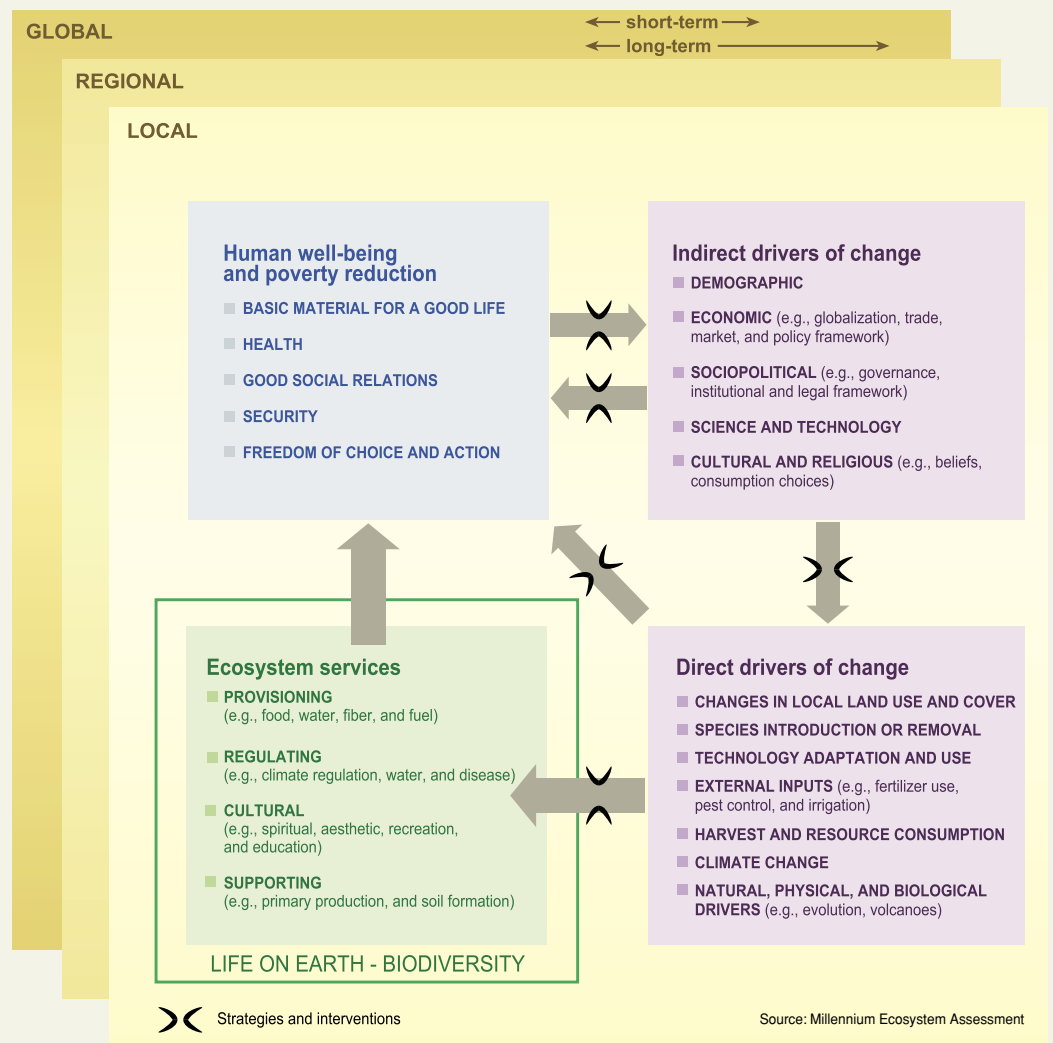 GLOBAL
short-term
long-term
REGIONAL
LOCAL
Human well-being
and poverty reduction
BASIC MATERIAL FOR A GOOD LIFE
HEALTH
GOOD SOCIAL RELATIONS
SECURITY
FREEDOM OF CHOICE AND ACTION
Indirect drivers of change
DEMOGRAPHIC
ECONOMIC (e.g., globalization, trade,
market, and policy framework)
SOCIOPOLITICAL (e.g., governance,
institutional and legal framework)
SCIENCE AND TECHNOLOGY
CULTURAL AND RELIGIOUS (e.g., beliefs,
consumption choices)
Ecosystem services
PROVISIONING
(e.g., food, water, fiber, and fuel)
REGULATING
(e.g., climate regulation, water, and disease)
CULTURAL
(e.g., spiritual, aesthetic, recreation,
and education)
SUPPORTING
(e.g., primary production, and soil formation)
LIFE ON EARTH - BIODIVERSITY
Direct drivers of change
CHANGES IN LOCAL LAND USE AND COVER
SPECIES INTRODUCTION OR REMOVAL
TECHNOLOGY ADAPTATION AND USE
EXTERNAL INPUTS (e.g., fertilizer use,
pest control, and irrigation)
HARVEST AND RESOURCE CONSUMPTION
CLIMATE CHANGE
NATURAL, PHYSICAL, AND BIOLOGICAL
DRIVERS (e.g., evolution, volcanoes)
Strategies and interventions
Source: Millennium Ecosystem Assessment